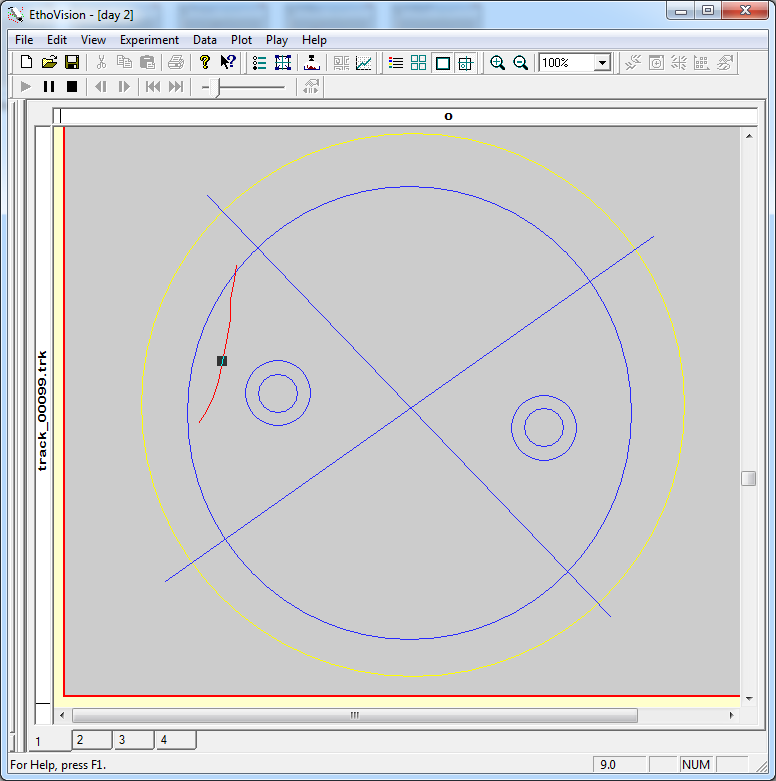 EthoVision - [day 2]
File Edit View Experiment Data Plot Play Help
100%
o
track_00099.trk
1 2 3 4
For Help, press F1.
9.0
NUM